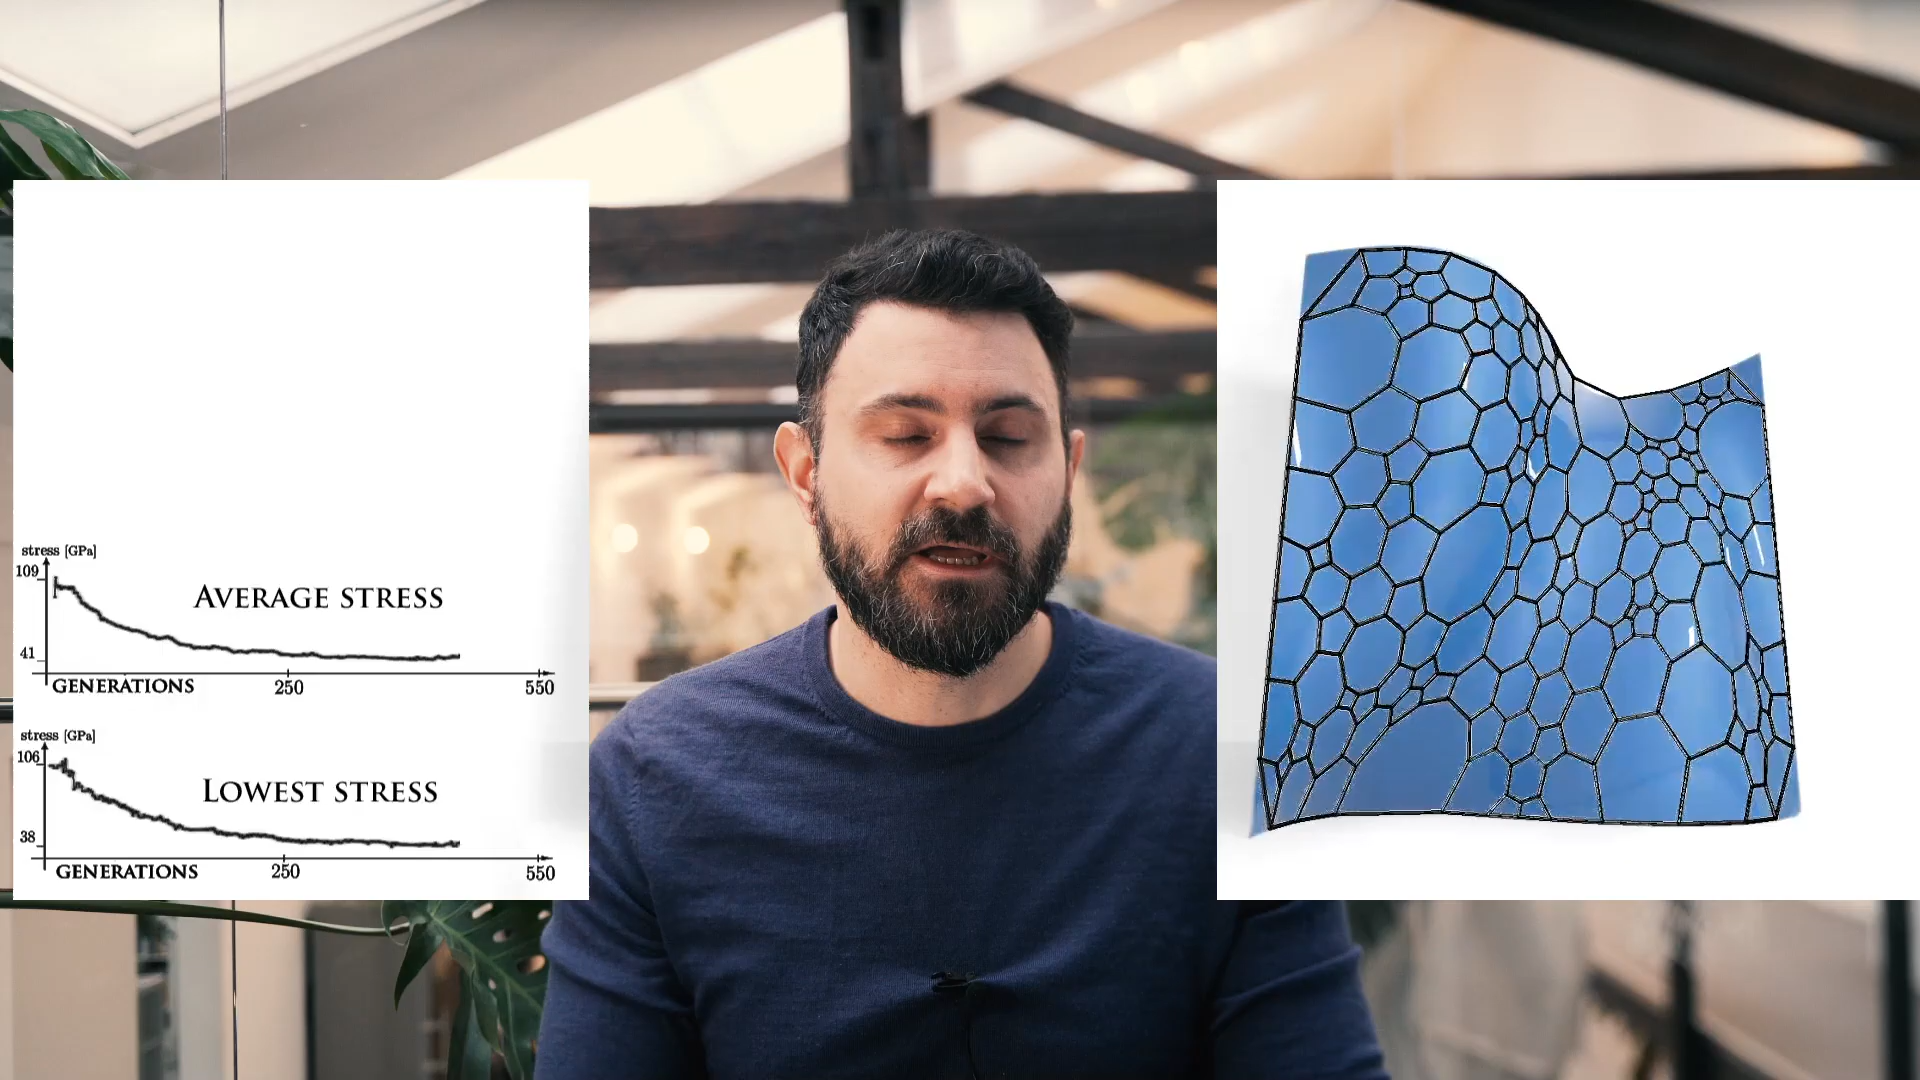 stress [GPa]
109
AVERAGE STRESS
41
GENERATIONS
250
550
stress [GPa]
106
LOWEST STRESS
38
GENERATIONS
250
550